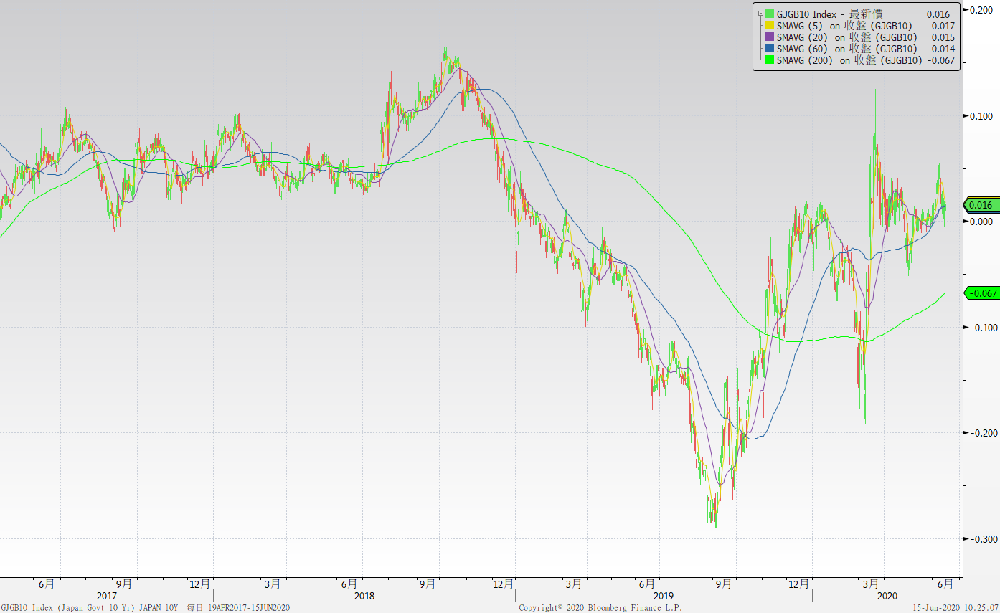 GJGB10 Index - 最新價 0.016
SMAVG (5) on 收盤 (GJGB10) 0.017
SMAVG (20) on 收盤 (GJGB10) 0.015
SMAVG (60) on 收盤 (GJGB10) 0.014
SMAVG (200) on 收盤 (GJGB10) -0.067
0.200
0.100
0.016
0.000
-0.067
-0.100
-0.200
-0.300
6月 9月 12月 3月 6月 9月 12月 3月 6月 9月 12月 3月 6月
2017 2018 2019 2020
GJGB10 Index (Japan Govt 10 Yr) JAPAN 10Y 每日 19APR2017-15JUN2020 Copyright© 2020 Bloomberg Finance L.P. 15-Jun-2020 10:25:07